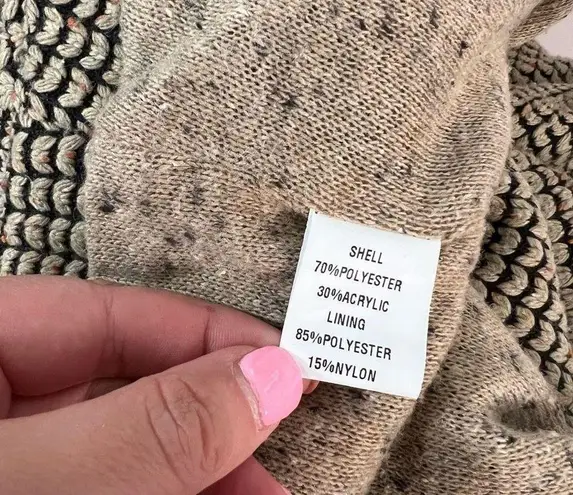 SHELL
70%POLYESTER
30%ACRYLIC
LINING
85%POLYESTER
15%NYLON